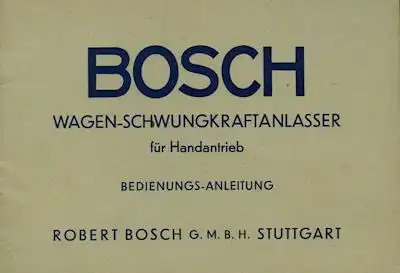 BOSCH
WAGEN-SCHWUNGKRAFTANLASSER
für Handantrieb
BEDIENUNGS-ANLEITUNG
ROBERT BOSCH G. M. B. H. STUTTGART